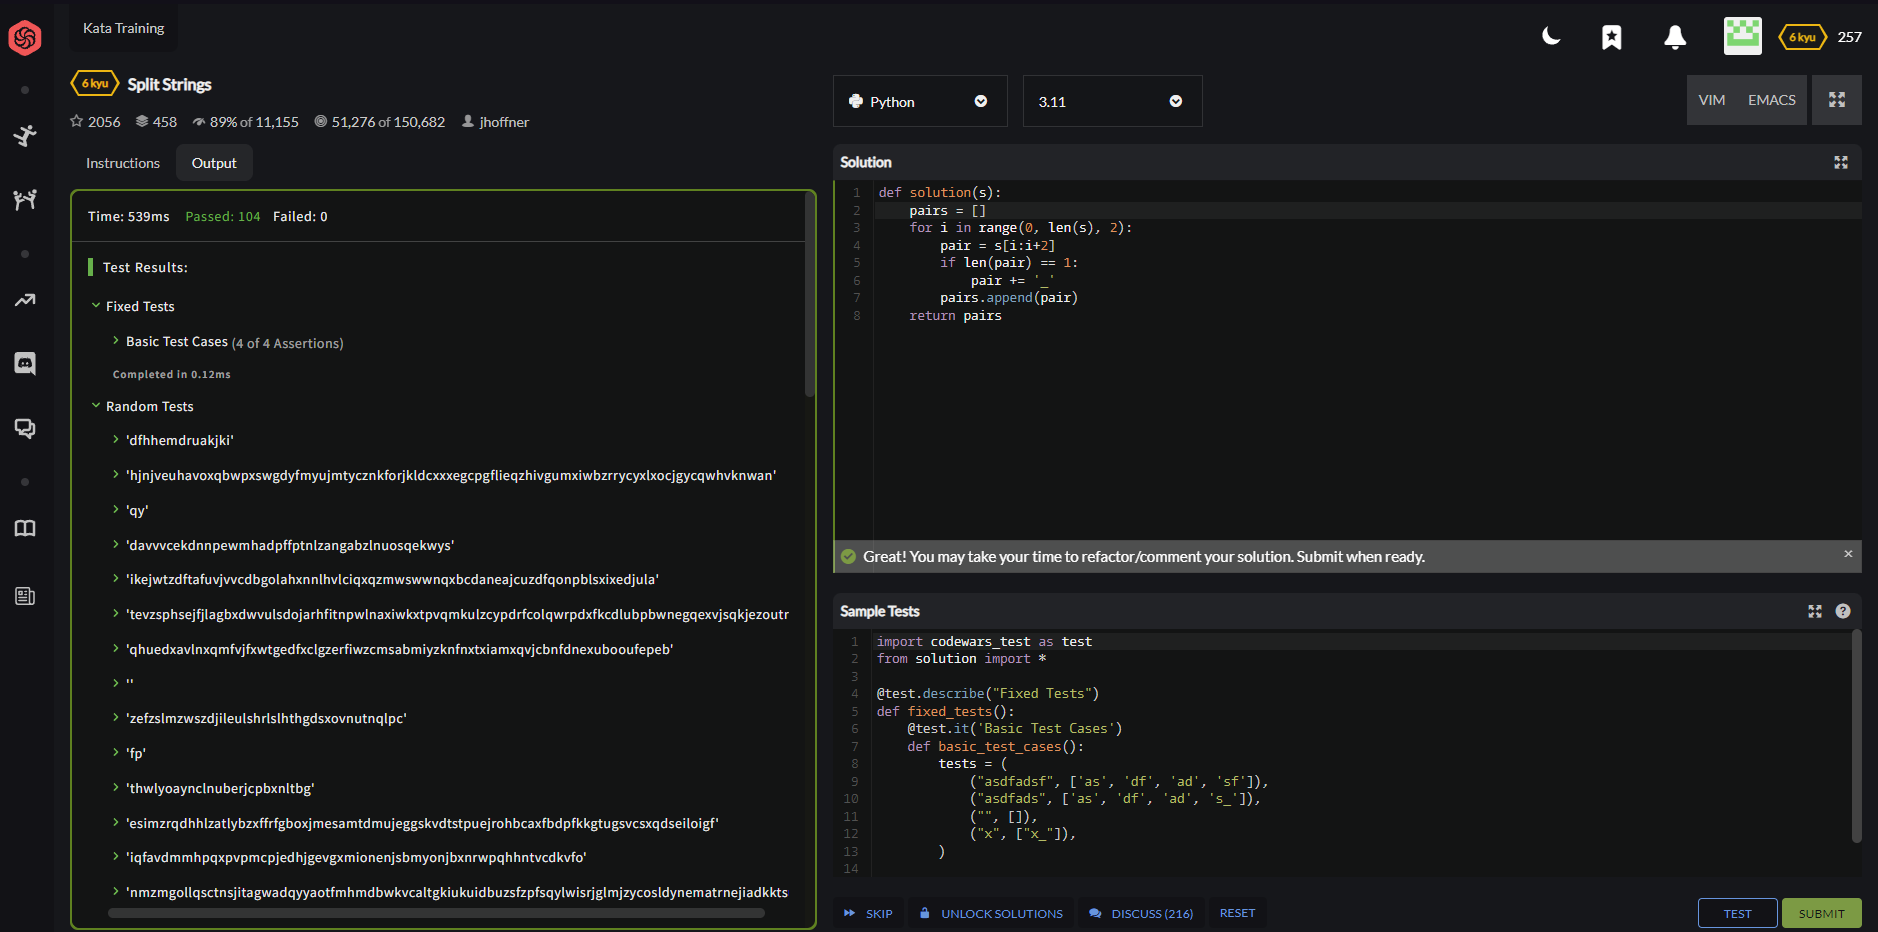 Kata Training
6 kyu 257
6 kyu Split Strings
2056 458 89% of 11,155 51,276 of 150,682 jhoffner
Instructions Output
Time: 539ms Passed: 104 Failed: 0
Test Results:
Fixed Tests
Basic Test Cases (4 of 4 Assertions)
Completed in 0.12ms
Random Tests
'dfhhemdruakjki'
'hjnjveuhavoxqbwpxswgdyfmyujmtycznkforjkldcxxxegcpgflieqzhivgumxiwbzrrycyxlxocjgycqwhvknwan'
'qy'
'davvvcekdnnpewmhadpffptnlzangabzlnuosqekwys'
'ikejwtzdftafuvjvvcdbgolahxnnlhvlciqxqzmwswwnqxbcdaneajcuzdfqonpblsxixedjula'
'tevzsphsejfjlagbxdwvulsdojarhfitnpwlnaxiwkxtpvqmkulzcypdrfcolqwrpdxfkcdlubpbwnegqexvjsqkjezoutr
'qhuedxavlnxqmfvjfxwtgedfxclgzerfiwzcmsabmiyzknfnxtxiamxqvjcbnfdnexubooufepeb'
''
'zefzslmzwszdjileulshrlslhthgdsxovnutnqlpc'
'fp'
'thwlyoaynclnuberjcpbxnltbg'
'esimzrqdhhlzatlybzxffrfgboxjmesamtdmujeggskvdtstpuejrohbcaxfbdpfkkgtugsvcsxqdseiloigf'
'iqfavdmmhpqxpvpmcpjedhjgevgxmionenjsbmyonjbxnrwpqhhntvcdkvfo'
'nmzmgollqsctnsjitagwadqyyaotfmhmdbwkvcaltgkiukuidbuzsfzpfsqylwisrjglmjzycosldynematrnejiadkkts
Python 3.11 VIM EMACS
Solution
1 def solution(s):
2 pairs = []
3 for i in range(0, len(s), 2):
4 pair = s[i:i+2]
5 if len(pair) == 1:
6 pair += '_'
7 pairs.append(pair)
8 return pairs
Great! You may take your time to refactor/comment your solution. Submit when ready. ×
Sample Tests
1 import codewars_test as test
2 from solution import *
3
4 @test.describe("Fixed Tests")
5 def fixed_tests():
6 @test.it('Basic Test Cases')
7 def basic_test_cases():
8 tests = (
9 ("asdfadsf", ['as', 'df', 'ad', 'sf']),
10 ("asdfads", ['as', 'df', 'ad', 's_']),
11 ("", []),
12 ("x", ["x_"]),
13 )
14
SKIP UNLOCK SOLUTIONS DISCUSS (216) RESET TEST SUBMIT